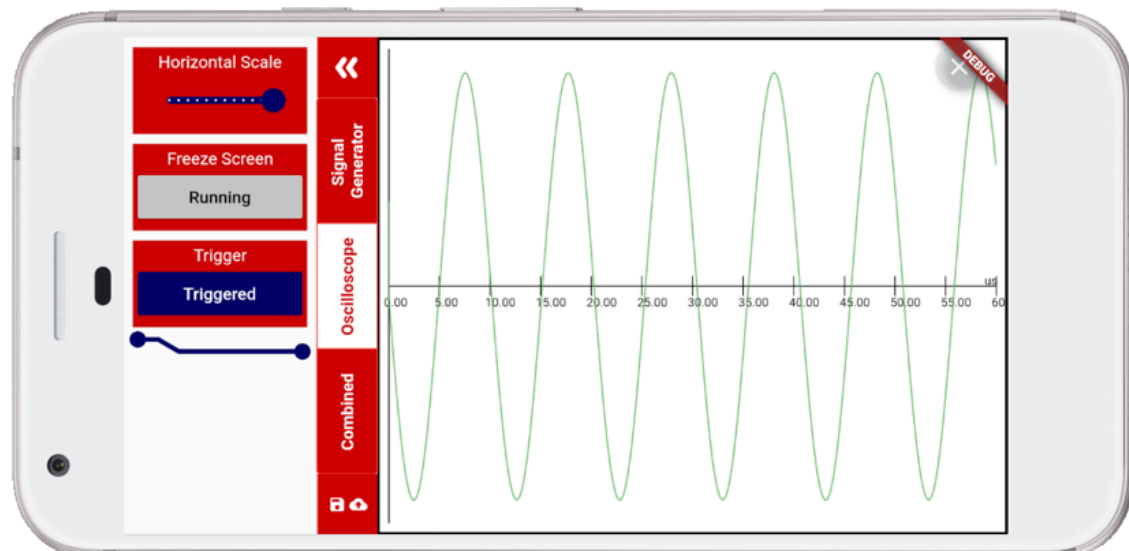 Horizontal Scale
Freeze Screen
Running
Trigger
Triggered
Signal
Generator
Oscilloscope
Combined
DEBUG
us
0.00 5.00 10.00 15.00 20.00 25.00 30.00 35.00 40.00 45.00 50.00 55.00 60